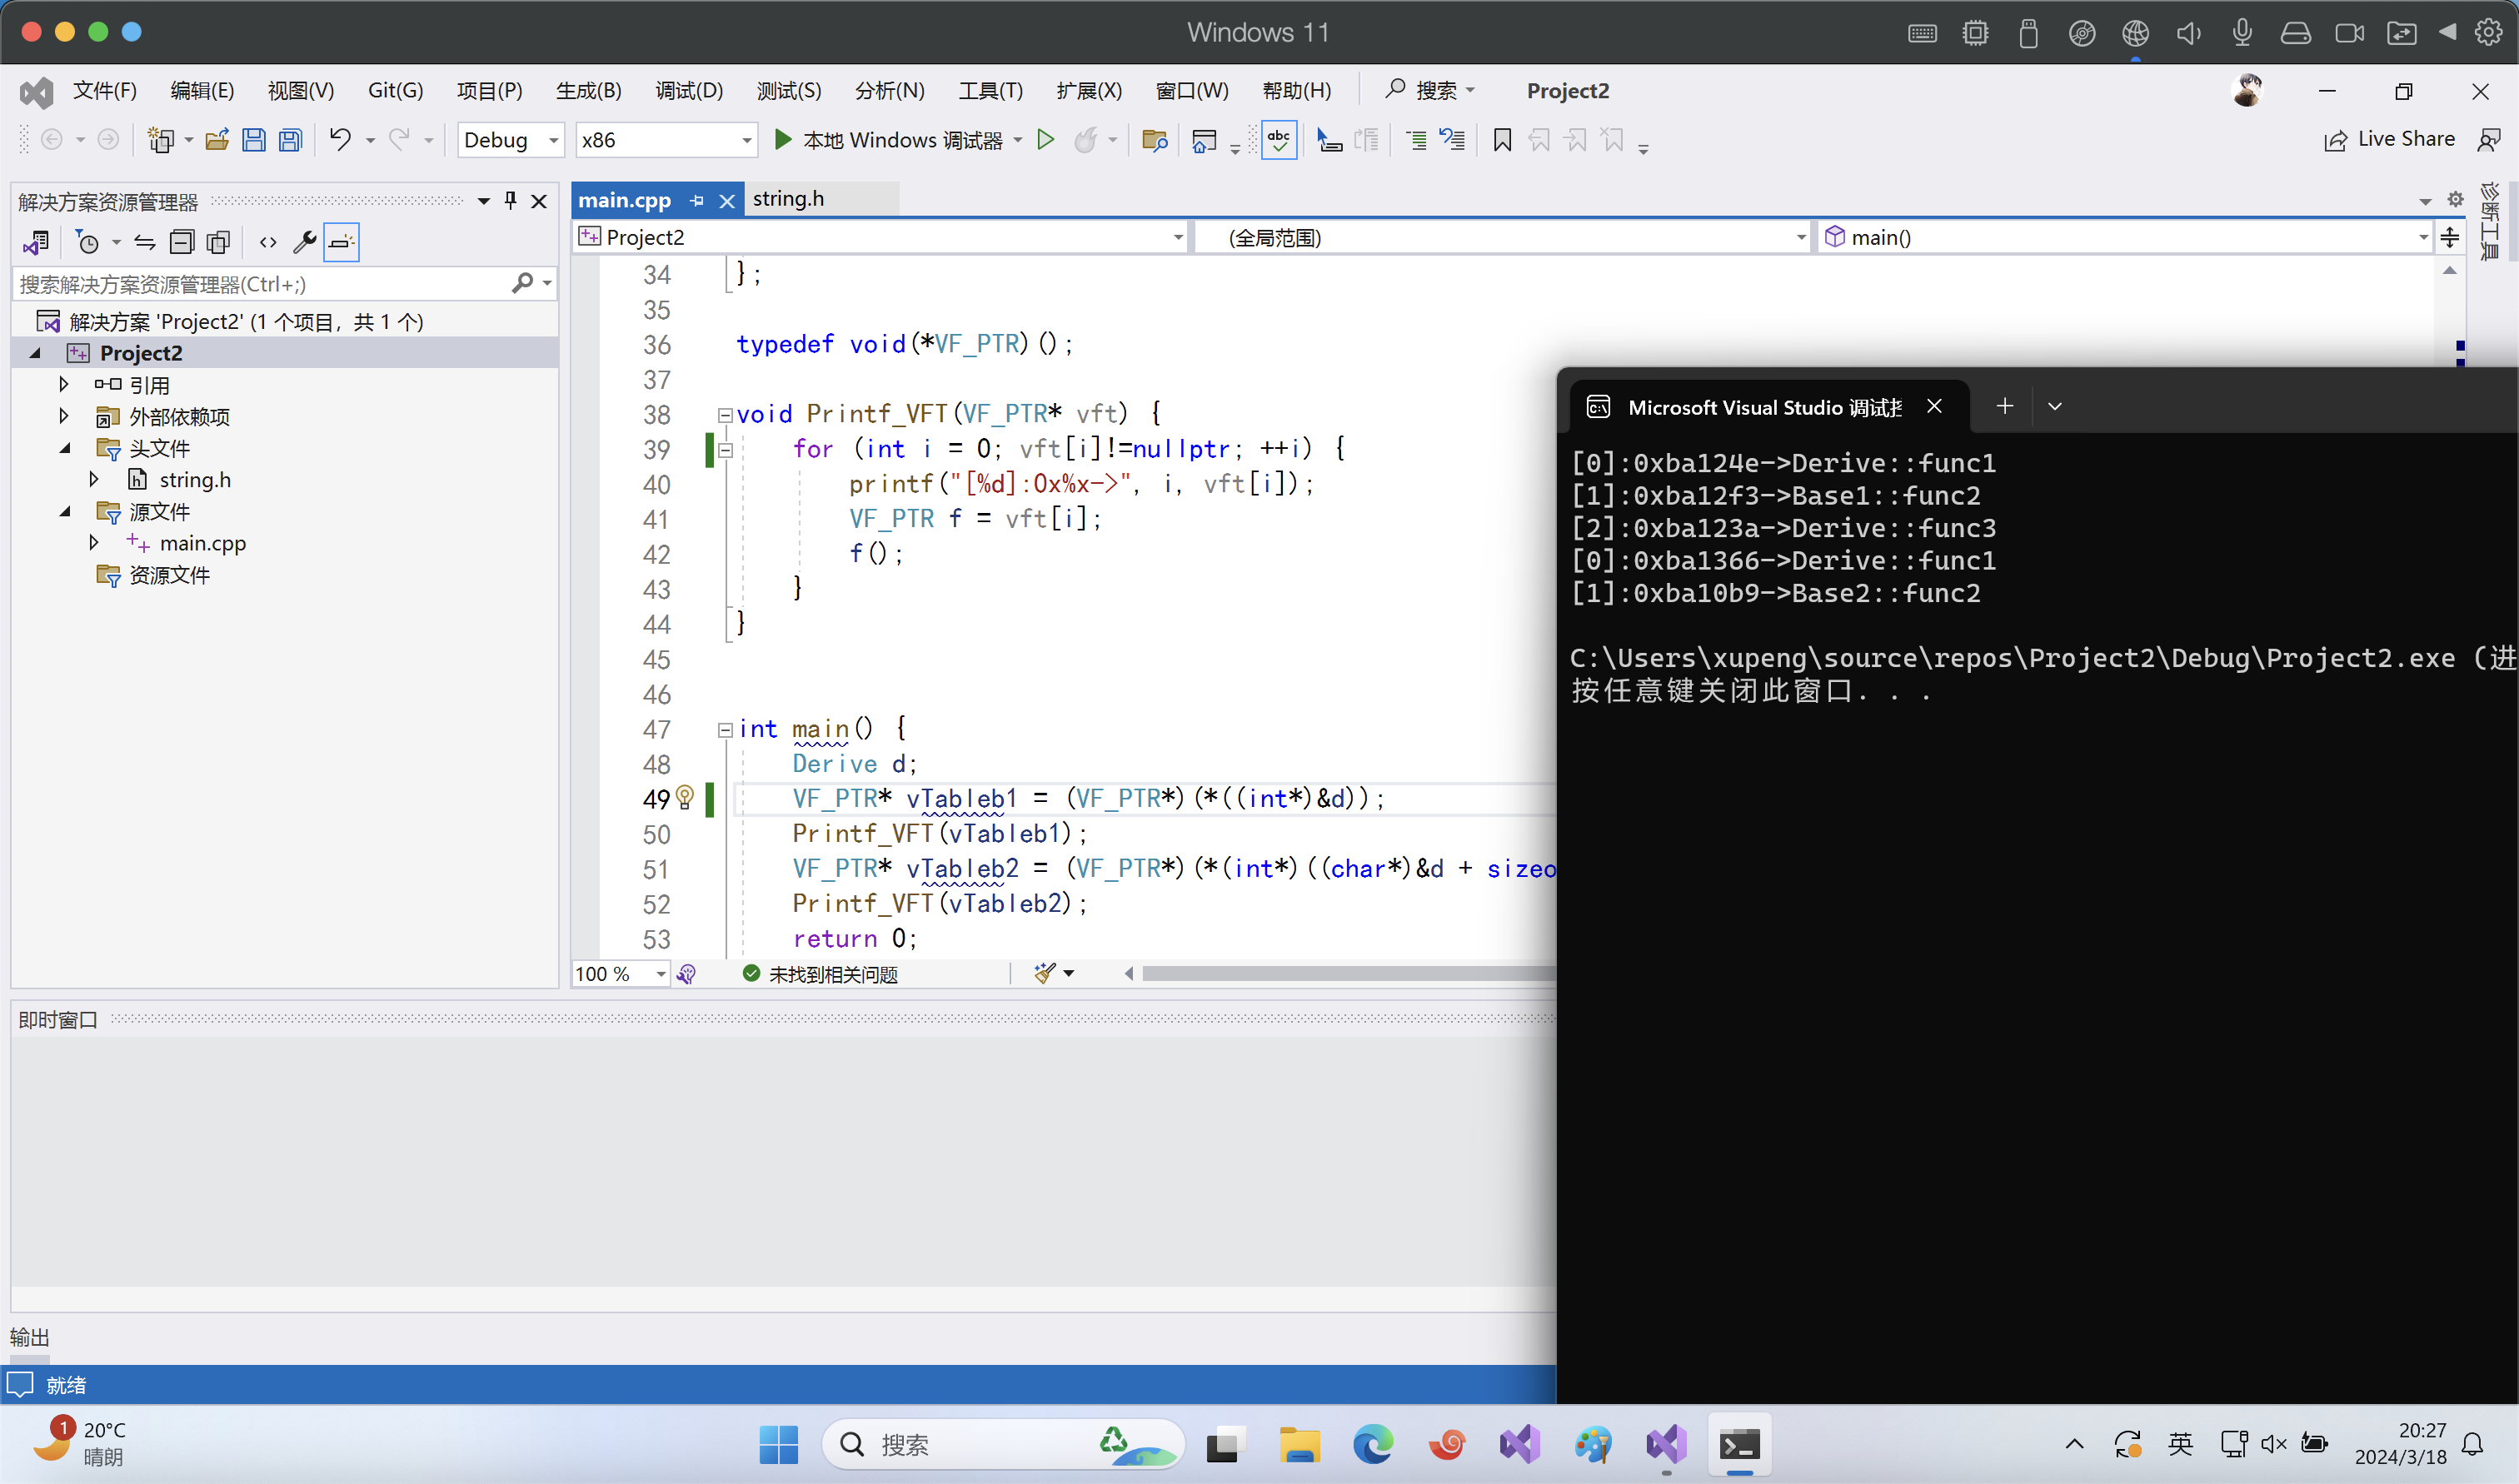 Windows 11
文件(F) 编辑(E) 视图(V) Git(G) 项目(P) 生成(B) 调试(D) 测试(S) 分析(N) 工具(T) 扩展(X) 窗口(W) 帮助(H) 搜索 Project2
Debug x86 本地 Windows 调试器 abc Live Share
解决方案资源管理器
搜索解决方案资源管理器(Ctrl+;)
解决方案 'Project2' (1 个项目，共 1 个)
Project2
引用
外部依赖项
头文件
string.h
源文件
main.cpp
资源文件
main.cpp string.h
Project2 (全局范围) main()
诊断工具
34 };
35
36 typedef void(*VF_PTR)();
37
38 void Printf_VFT(VF_PTR* vft) {
39 for (int i = 0; vft[i]!=nullptr; ++i) {
40 printf("[%d]:0x%x->", i, vft[i]);
41 VF_PTR f = vft[i];
42 f();
43 }
44 }
45
46
47 int main() {
48 Derive d;
49 VF_PTR* vTableb1 = (VF_PTR*)(*((int*)&d));
50 Printf_VFT(vTableb1);
51 VF_PTR* vTableb2 = (VF_PTR*)(*(int*)((char*)&d + sizeo
52 Printf_VFT(vTableb2);
53 return 0;
100 % 未找到相关问题
Microsoft Visual Studio 调试
[0]:0xba124e->Derive::func1
[1]:0xba12f3->Base1::func2
[2]:0xba123a->Derive::func3
[0]:0xba1366->Derive::func1
[1]:0xba10b9->Base2::func2
C:\Users\xupeng\source\repos\Project2\Debug\Project2.exe (进
按任意键关闭此窗口. . .
即时窗口
输出
就绪
1
20°C
晴朗
搜索
英
20:27
2024/3/18